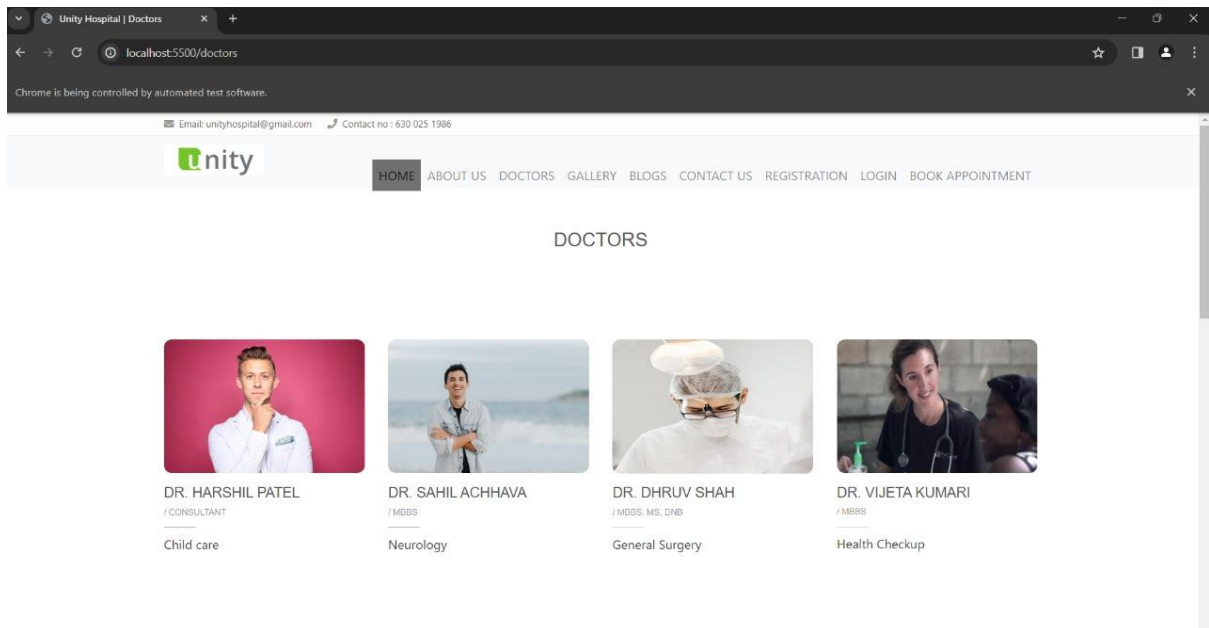 Unity Hospital | Doctors
localhost:5500/doctors
Chrome is being controlled by automated test software.
Email: unityhospital@gmail.com Contact no : 630 025 1986
unity
HOME ABOUT US DOCTORS GALLERY BLOGS CONTACT US REGISTRATION LOGIN BOOK APPOINTMENT
DOCTORS
DR. HARSHIL PATEL
/ CONSULTANT
Child care
DR. SAHIL ACHHAVA
/ MBBS
Neurology
DR. DHRUV SHAH
/ MBBS, MS, DNB
General Surgery
DR. VIJETA KUMARI
/ MBBS
Health Checkup